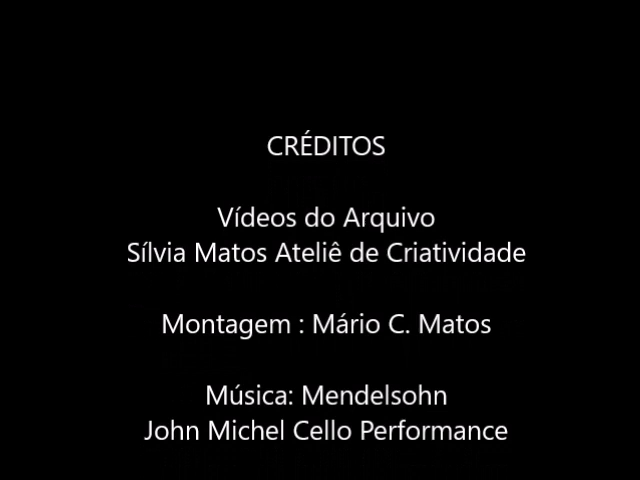 CRÉDITOS
Vídeos do Arquivo
Sílvia Matos Ateliê de Criatividade
Montagem : Mário C. Matos
Música: Mendelsohn
John Michel Cello Performance